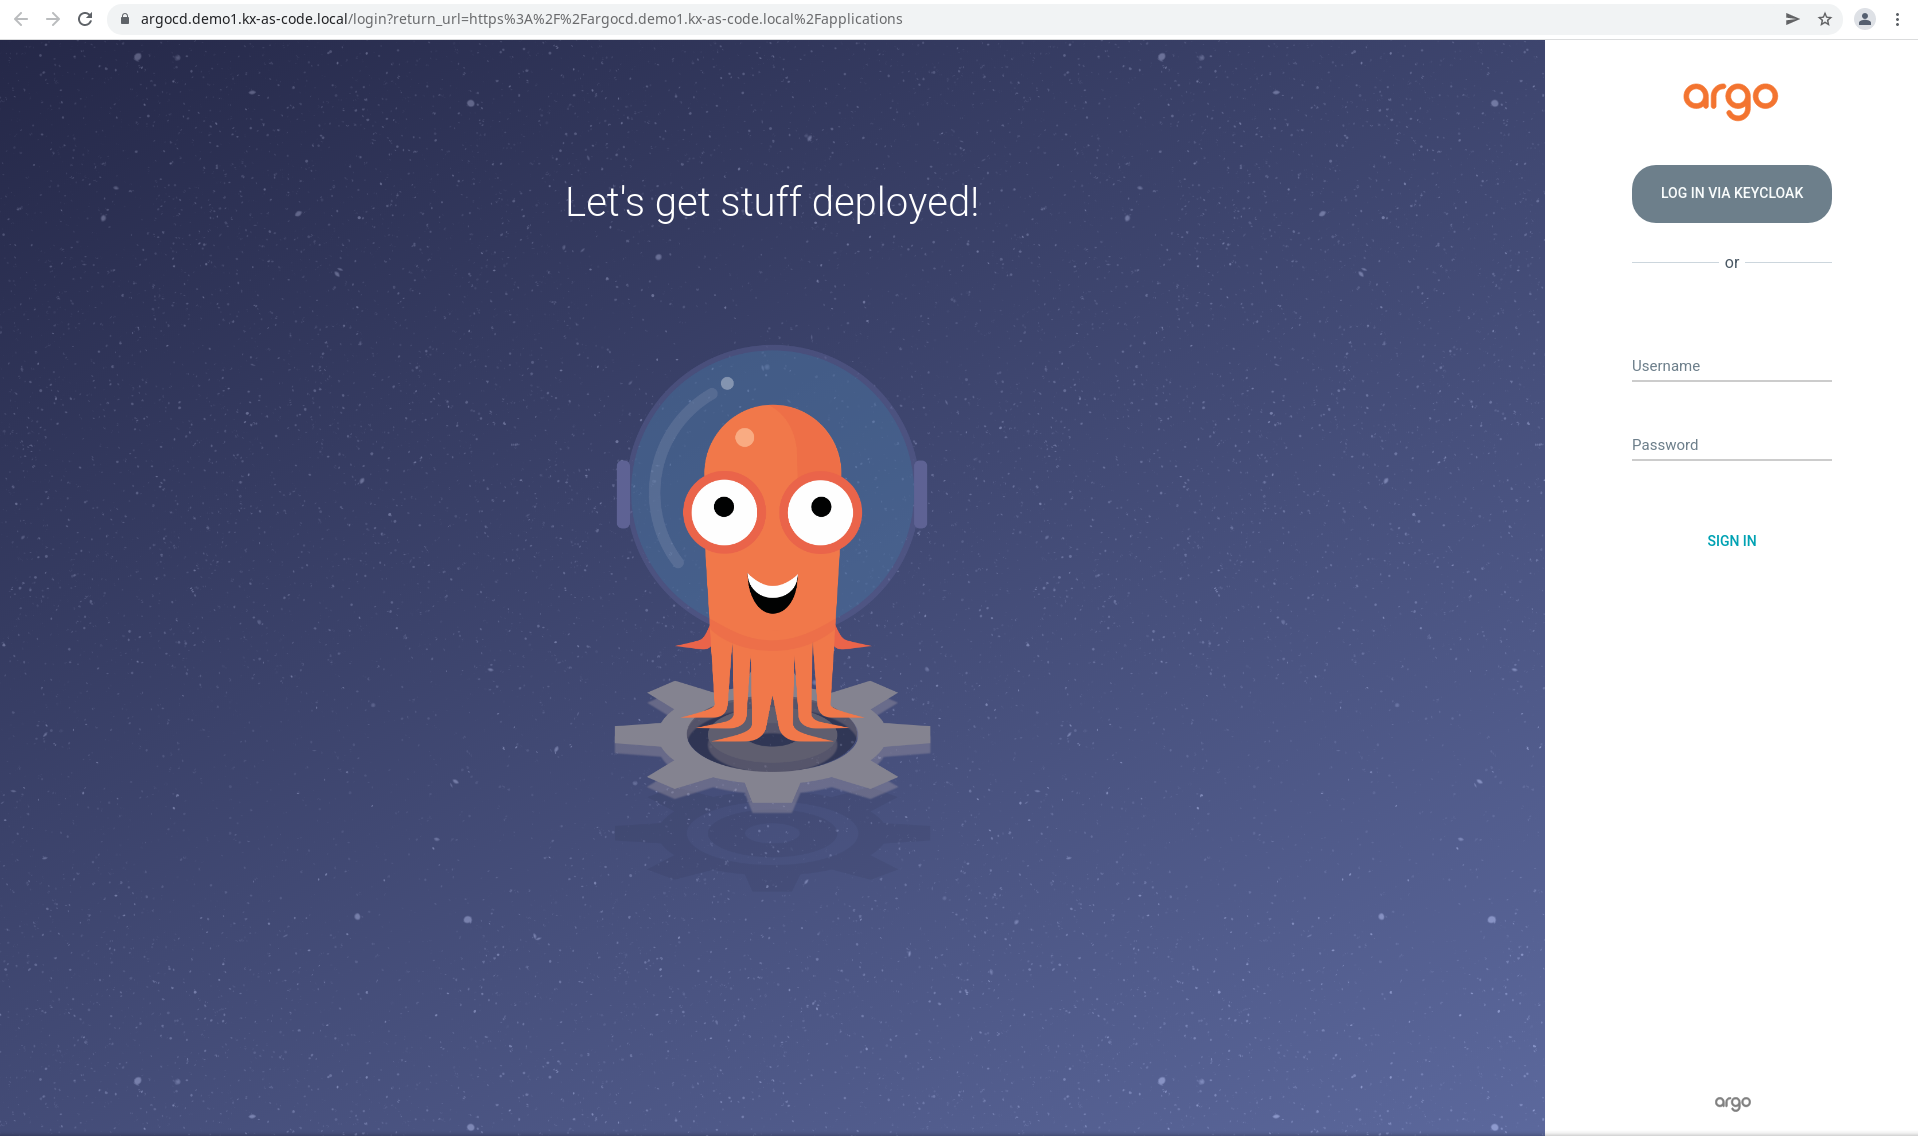 argocd.demo1.kx-as-code.local/login?return_url=https%3A%2F%2Fargocd.demo1.kx-as-code.local%2Fapplications
Let's get stuff deployed!
argo
LOG IN VIA KEYCLOAK
or
Username
Password
SIGN IN
argo